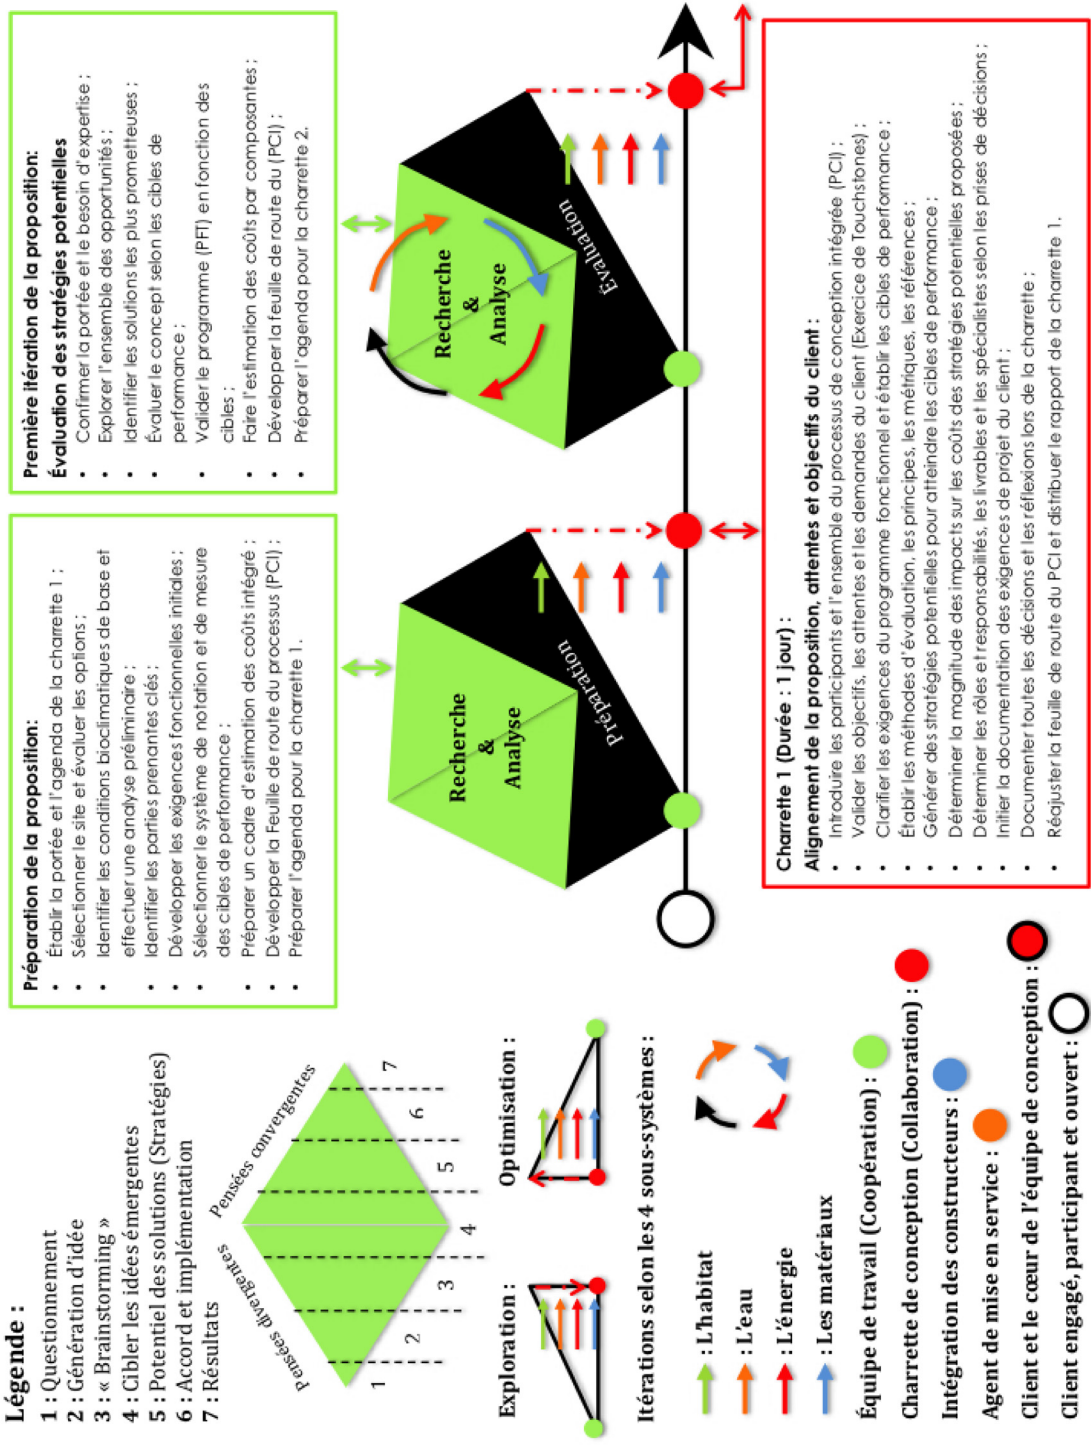 Légende :
1 : Questionnement
2 : Génération d'idée
3 : « Brainstorming »
4 : Cibler les idées émergentes
5 : Potentiel des solutions (Stratégies)
6 : Accord et implémentation
7 : Résultats
Pensées divergentes
Pensées convergentes
1
2
3
4
5
6
7
Exploration :
Optimisation :
Itérations selon les 4 sous-systèmes :
: L'habitat
: L'eau
: L'énergie
: Les matériaux
Équipe de travail (Coopération) :
Charrette de conception (Collaboration) :
Intégration des constructeurs :
Agent de mise en service :
Client et le cœur de l'équipe de conception :
Client engagé, participant et ouvert :
Préparation de la proposition:
• Établir la portée et l'agenda de la charrette 1 ;
• Sélectionner le site et évaluer les options ;
• Identifier les conditions bioclimatiques de base et
effectuer une analyse préliminaire ;
• Identifier les parties prenantes clés ;
• Développer les exigences fonctionnelles initiales ;
• Sélectionner le système de notation et de mesure
des cibles de performance ;
• Préparer un cadre d'estimation des coûts intégré ;
• Développer la Feuille de route du processus (PCI) ;
• Préparer l'agenda pour la charrette 1.
Première itération de la proposition:
Évaluation des stratégies potentielles
• Confirmer la portée et le besoin d'expertise ;
• Explorer l'ensemble des opportunités ;
• Identifier les solutions les plus prometteuses ;
• Évaluer le concept selon les cibles de
performance ;
• Valider le programme (PFT) en fonction des
cibles ;
• Faire l'estimation des coûts par composantes ;
• Développer la feuille de route du (PCI) ;
• Préparer l'agenda pour la charrette 2.
Recherche
&
Analyse
Préparation
Recherche
&
Analyse
Évaluation
Charrette 1 (Durée : 1 jour) :
Alignement de la proposition, attentes et objectifs du client :
• Introduire les participants et l'ensemble du processus de conception intégrée (PCI) ;
• Valider les objectifs, les attentes et les demandes du client (Exercice de Touchstones) ;
• Clarifier les exigences du programme fonctionnel et établir les cibles de performance ;
• Établir les méthodes d'évaluation, les principes, les métriques, les références ;
• Générer des stratégies potentielles pour atteindre les cibles de performance ;
• Déterminer la magnitude des impacts sur les coûts des stratégies potentielles proposées ;
• Déterminer les rôles et responsabilités, les livrables et les spécialistes selon les prises de décisions ;
• Initier la documentation des exigences de projet du client ;
• Documenter toutes les décisions et les réflexions lors de la charrette ;
• Réajuster la feuille de route du PCI et distribuer le rapport de la charrette 1.